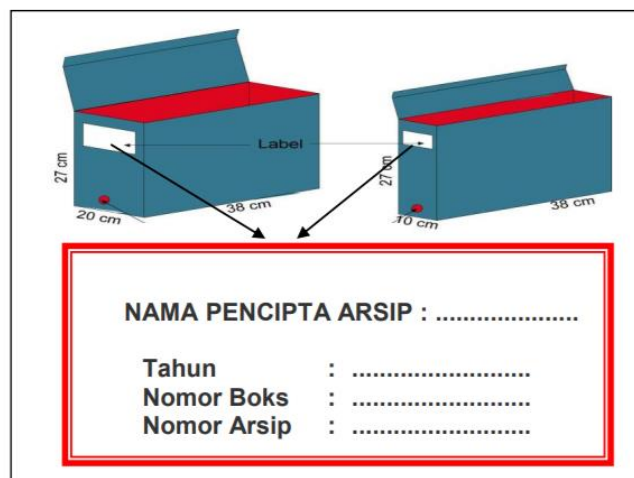 Label
27 cm
20 cm
38 cm
27 cm
10 cm
38 cm
NAMA PENCIPTA ARSIP : .....................
Tahun : ..........................
Nomor Boks : ..........................
Nomor Arsip : ..........................